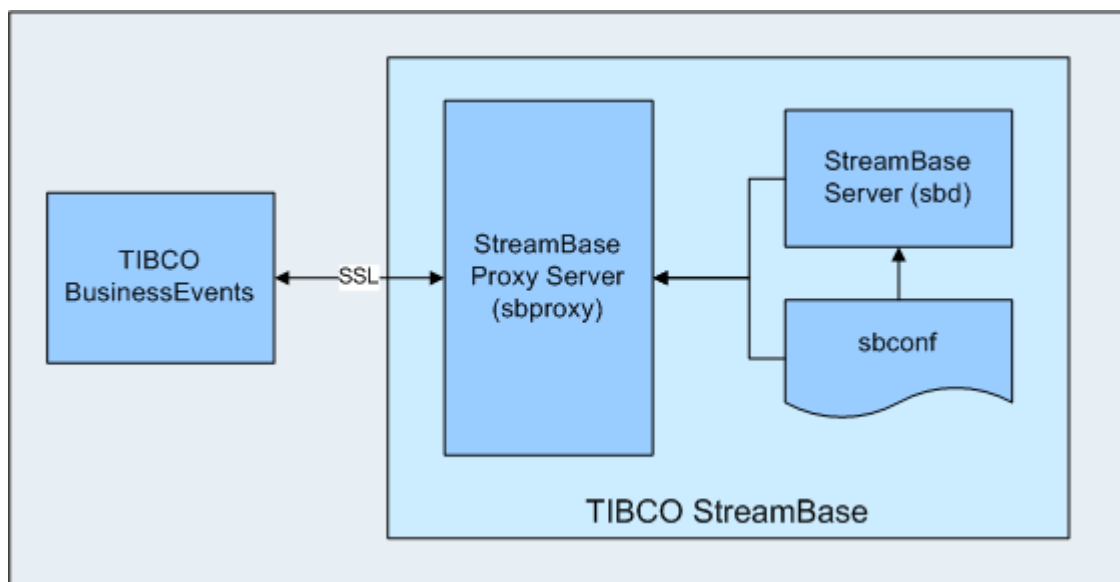 TIBCO
BusinessEvents
SSL
StreamBase
Proxy Server
(sbproxy)
StreamBase
Server (sbd)
sbconf
TIBCO StreamBase